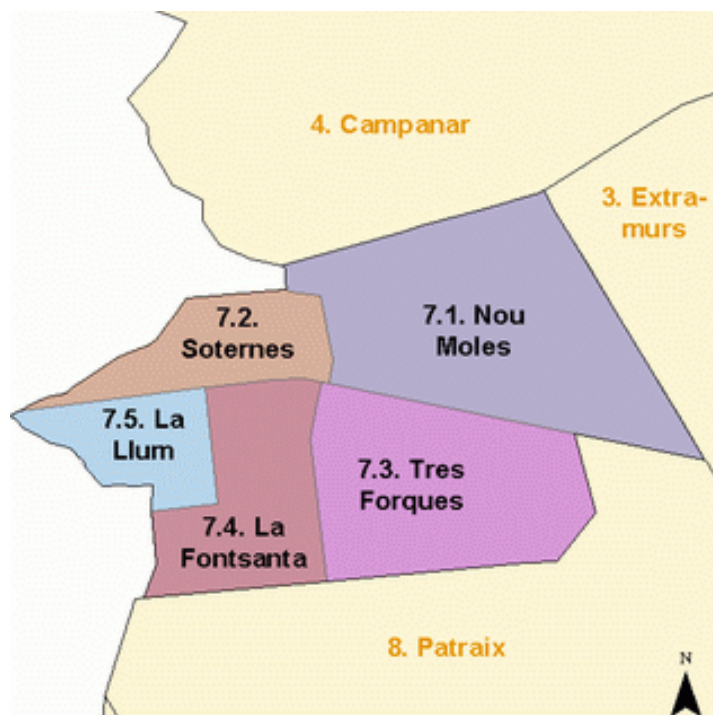 4. Campanar
3. Extra-
murs
7.2.
Soternes
7.1. Nou
Moles
7.5. La
Llum
7.3. Tres
Forques
7.4. La
Fontsanta
8. Patraix
N